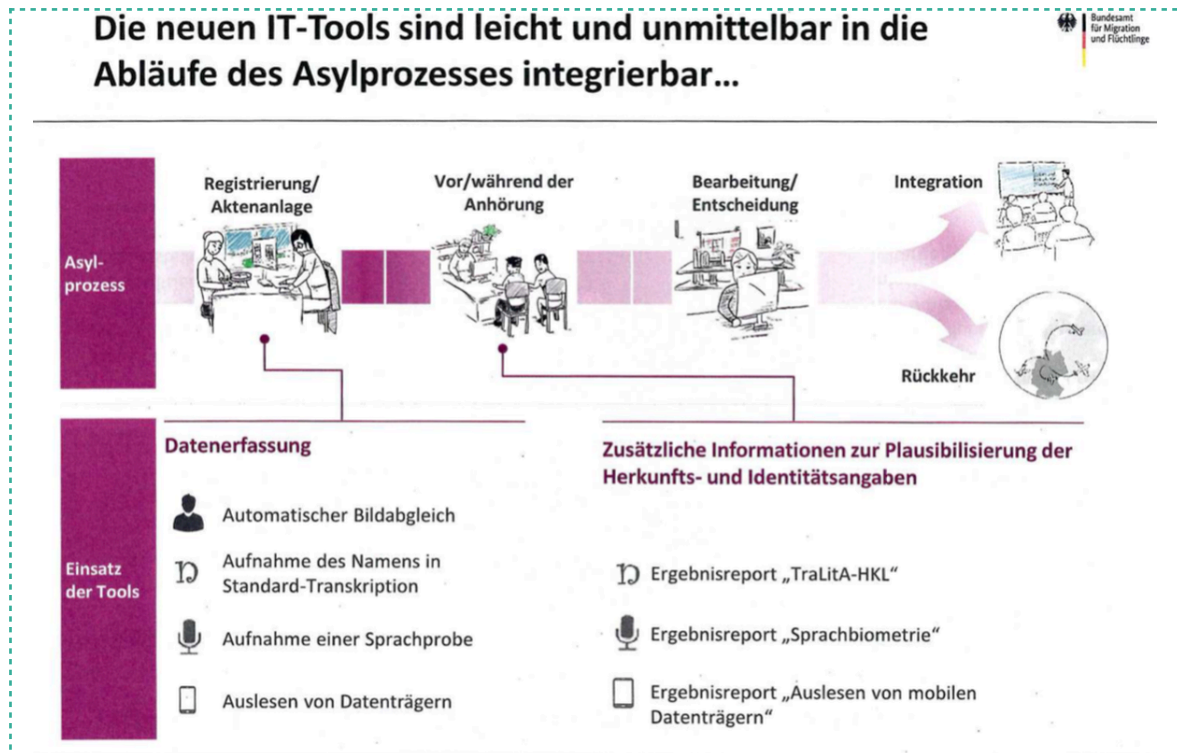 Die neuen IT-Tools sind leicht und unmittelbar in die
Abläufe des Asylprozesses integrierbar…
Bundesamt
für Migration
und Flüchtlinge
Asyl-
prozess
Registrierung/
Aktenanlage
Vor/während der
Anhörung
Bearbeitung/
Entscheidung
Integration
Rückkehr
Einsatz
der Tools
Datenerfassung
Automatischer Bildabgleich
Aufnahme des Namens in
Standard-Transkription
Aufnahme einer Sprachprobe
Auslesen von Datenträgern
Zusätzliche Informationen zur Plausibilisierung der
Herkunfts- und Identitätsangaben
Ergebnisreport „TraLitA-HKL“
Ergebnisreport „Sprachbiometrie“
Ergebnisreport „Auslesen von mobilen
Datenträgern“